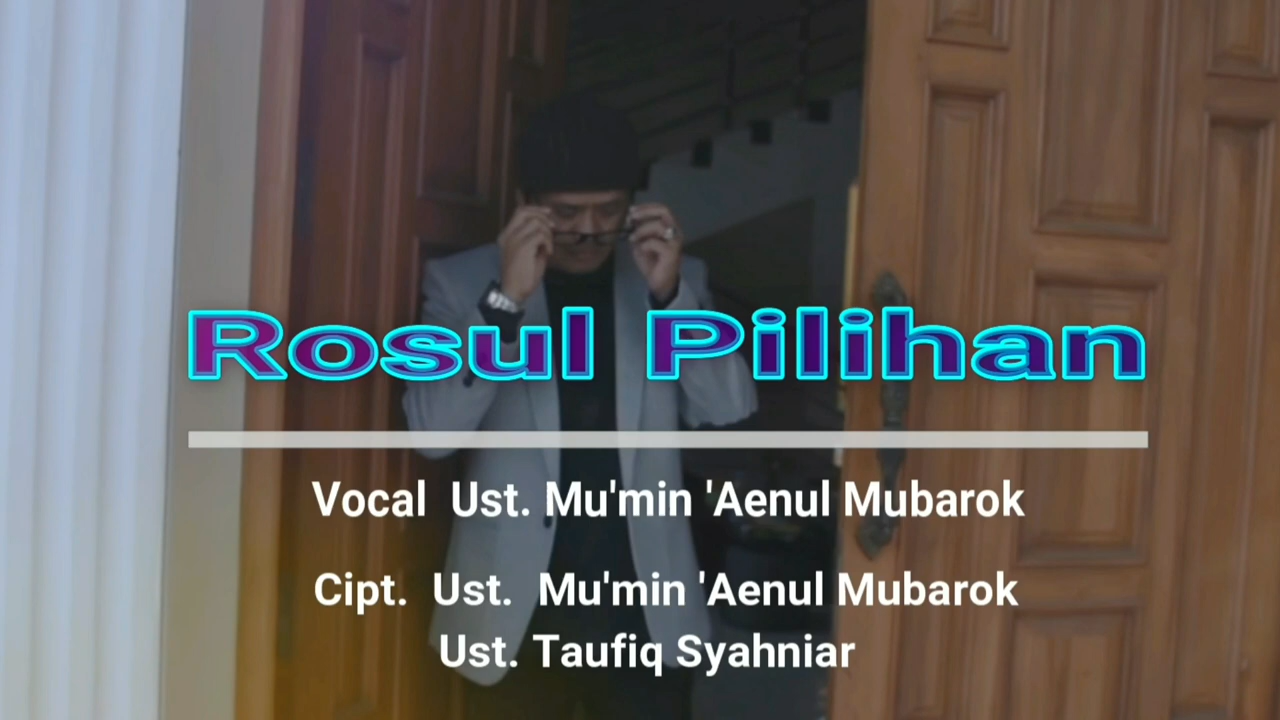 Rosul Pilihan
Vocal Ust. Mu'min 'Aenul Mubarok
Cipt. Ust. Mu'min 'Aenul Mubarok
Ust. Taufiq Syahniar